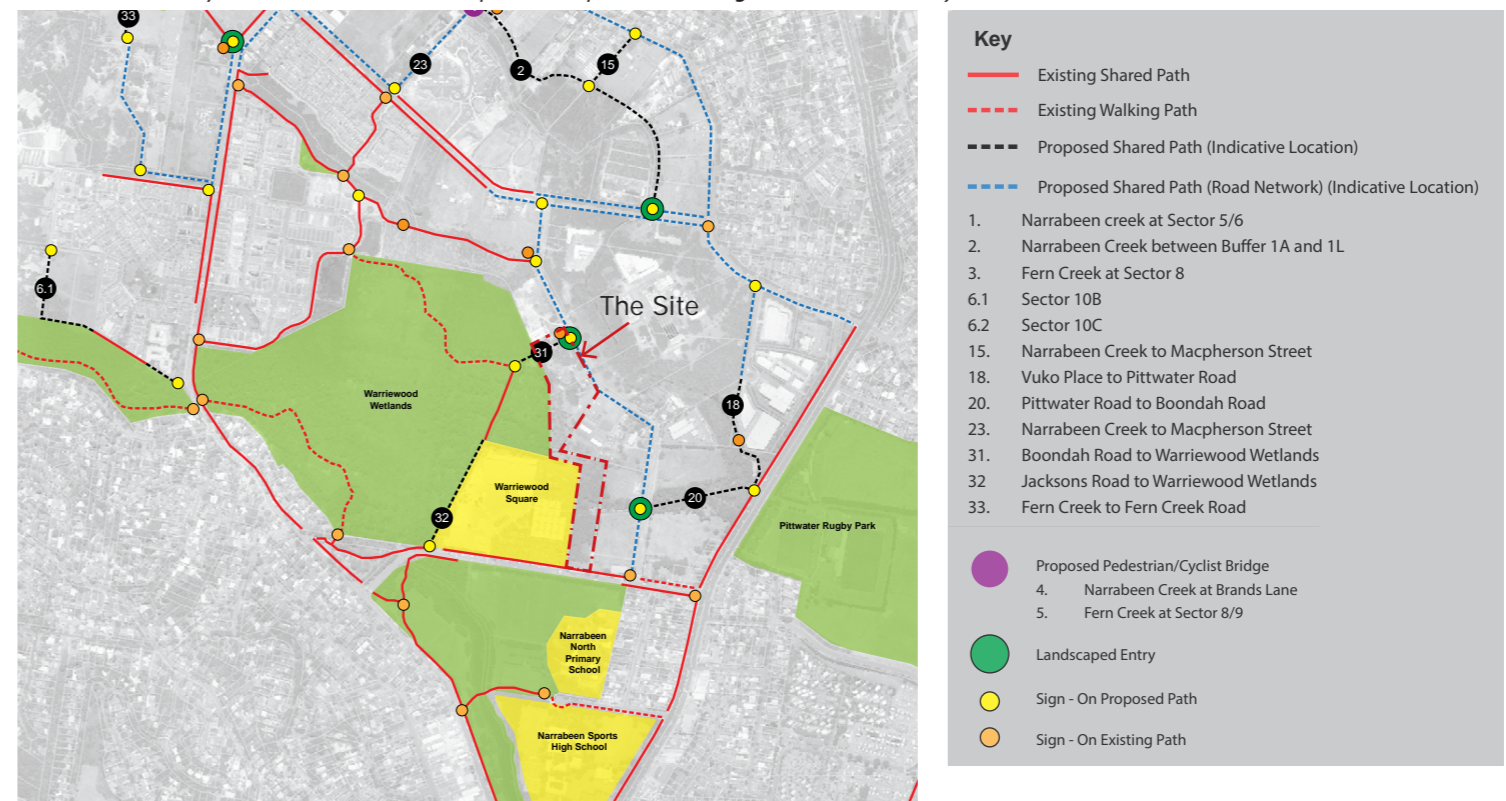 33
23
2
15
6.1
The Site
31
Warriewood
Wetlands
18
Warriewood
Square
20
32
Pittwater Rugby Park
Narrabeen
North
Primary
School
Narrabeen Sports
High School
Key
Existing Shared Path
Existing Walking Path
Proposed Shared Path (Indicative Location)
Proposed Shared Path (Road Network) (Indicative Location)
1. Narrabeen creek at Sector 5/6
2. Narrabeen Creek between Buffer 1A and 1L
3. Fern Creek at Sector 8
6.1 Sector 10B
6.2 Sector 10C
15. Narrabeen Creek to Macpherson Street
18. Vuko Place to Pittwater Road
20. Pittwater Road to Boondah Road
23. Narrabeen Creek to Macpherson Street
31. Boondah Road to Warriewood Wetlands
32 Jacksons Road to Warriewood Wetlands
33. Fern Creek to Fern Creek Road
Proposed Pedestrian/Cyclist Bridge
4. Narrabeen Creek at Brands Lane
5. Fern Creek at Sector 8/9
Landscaped Entry
Sign - On Proposed Path
Sign - On Existing Path